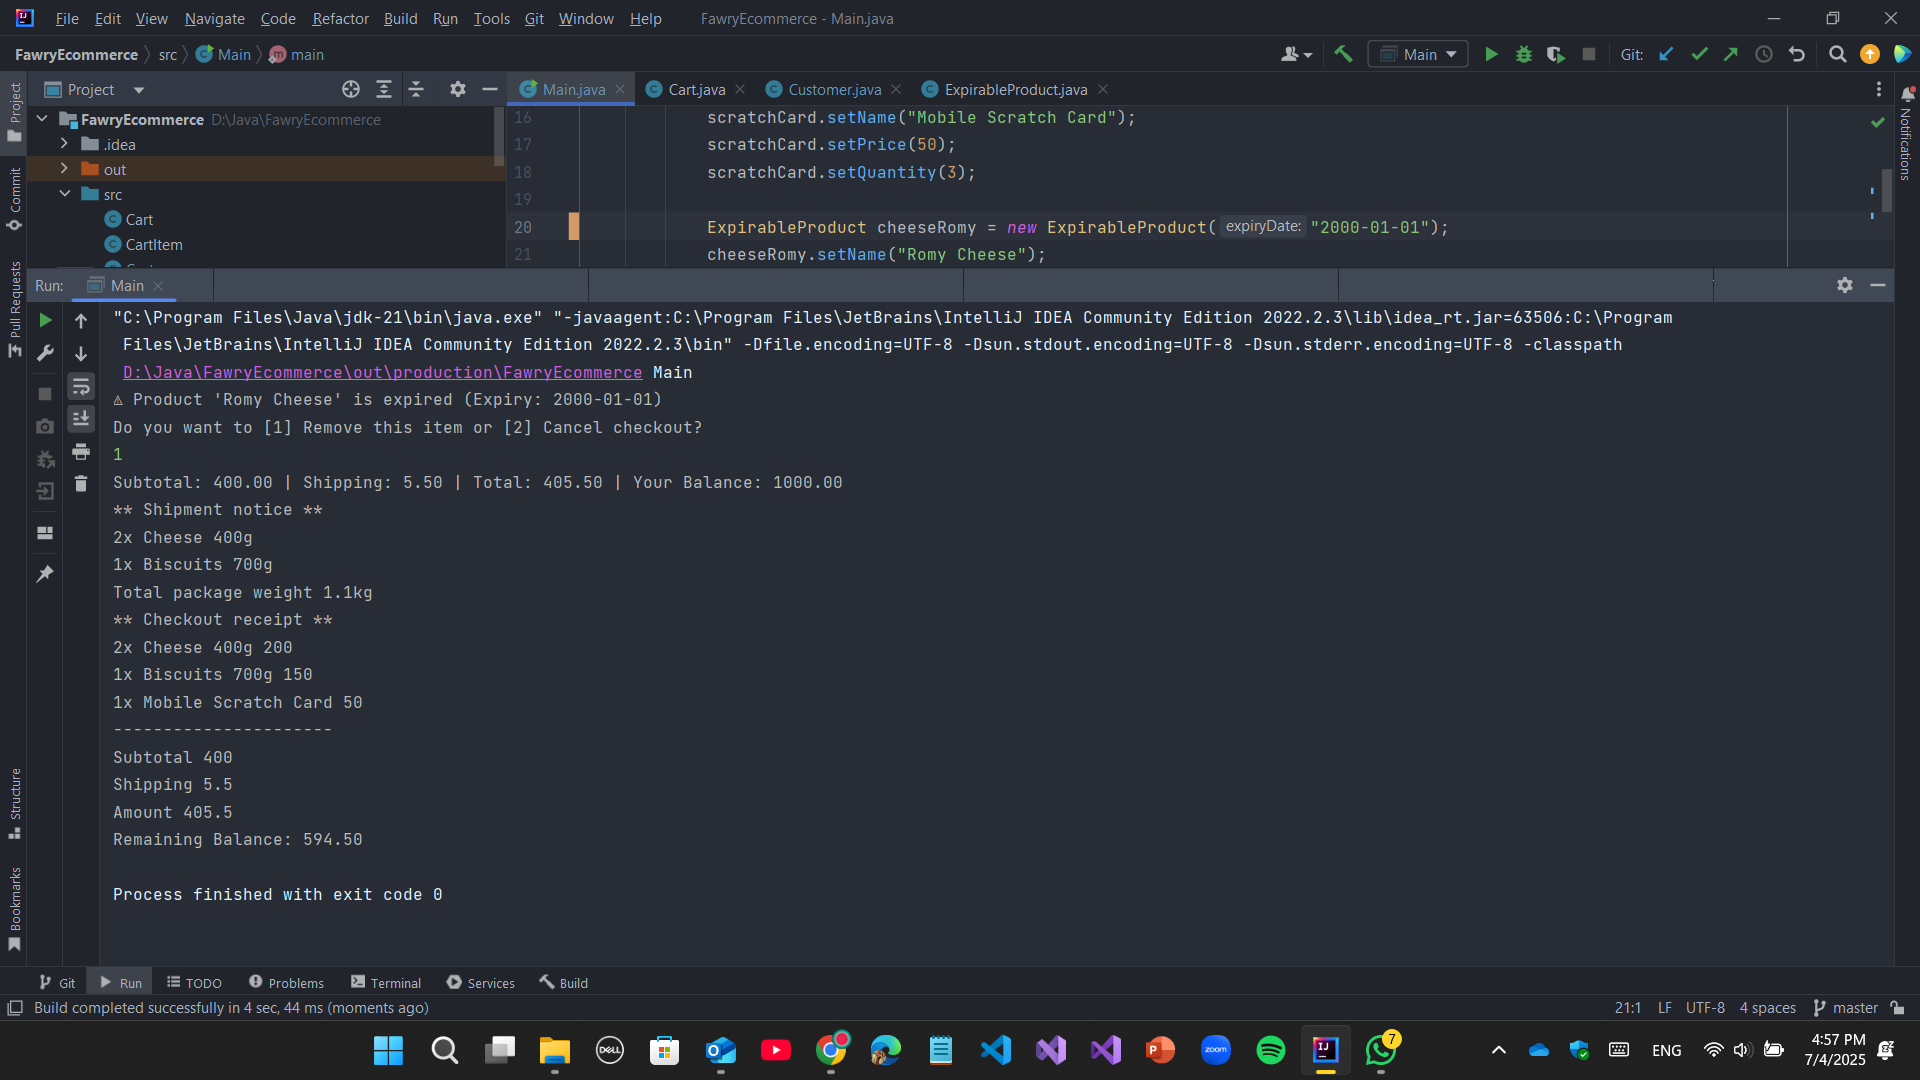 File Edit View Navigate Code Refactor Build Run Tools Git Window Help FawryEcommerce - Main.java
FawryEcommerce src Main main Main Git:
Project Main.java Cart.java Customer.java ExpirableProduct.java
FawryEcommerce D:\Java\FawryEcommerce
.idea
out
src
Cart
CartItem
16 scratchCard.setName("Mobile Scratch Card");
17 scratchCard.setPrice(50);
18 scratchCard.setQuantity(3);
19
20 ExpirableProduct cheeseRomy = new ExpirableProduct( expiryDate: "2000-01-01");
21 cheeseRomy.setName("Romy Cheese");
Project
Commit
Pull Requests
Structure
Bookmarks
Notifications
Run: Main
"C:\Program Files\Java\jdk-21\bin\java.exe" "-javaagent:C:\Program Files\JetBrains\IntelliJ IDEA Community Edition 2022.2.3\lib\idea_rt.jar=63506:C:\Program
Files\JetBrains\IntelliJ IDEA Community Edition 2022.2.3\bin" -Dfile.encoding=UTF-8 -Dsun.stdout.encoding=UTF-8 -Dsun.stderr.encoding=UTF-8 -classpath
D:\Java\FawryEcommerce\out\production\FawryEcommerce Main
⚠ Product 'Romy Cheese' is expired (Expiry: 2000-01-01)
Do you want to [1] Remove this item or [2] Cancel checkout?
1
Subtotal: 400.00 | Shipping: 5.50 | Total: 405.50 | Your Balance: 1000.00
** Shipment notice **
2x Cheese 400g
1x Biscuits 700g
Total package weight 1.1kg
** Checkout receipt **
2x Cheese 400g 200
1x Biscuits 700g 150
1x Mobile Scratch Card 50
----------------------
Subtotal 400
Shipping 5.5
Amount 405.5
Remaining Balance: 594.50
Process finished with exit code 0
Git Run TODO Problems Terminal Services Build
Build completed successfully in 4 sec, 44 ms (moments ago) 21:1 LF UTF-8 4 spaces master
DELL zoom 7 ENG 4:57 PM
7/4/2025